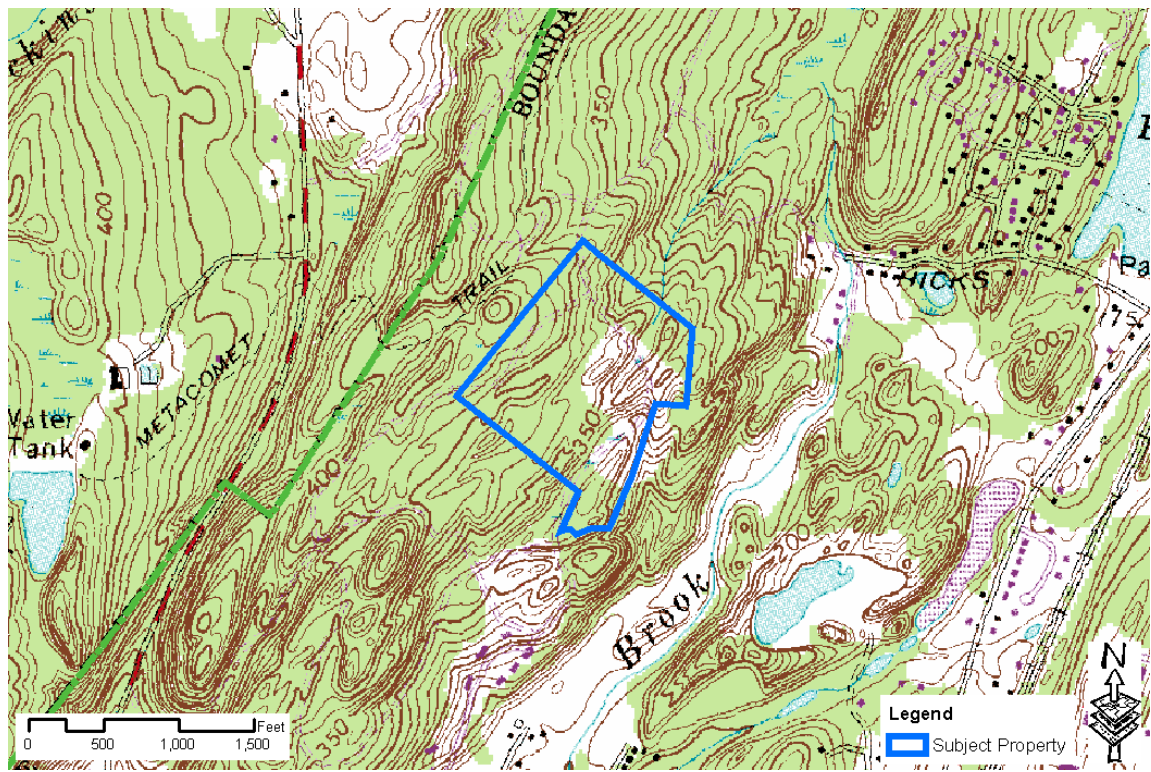 BOUNDA
350
400
TRAIL
HICKS
Pa
175
200
METACOMET
Water
Tank
350
400
200
Brook
350
N
Feet
0 500 1,000 1,500
Legend
Subject Property